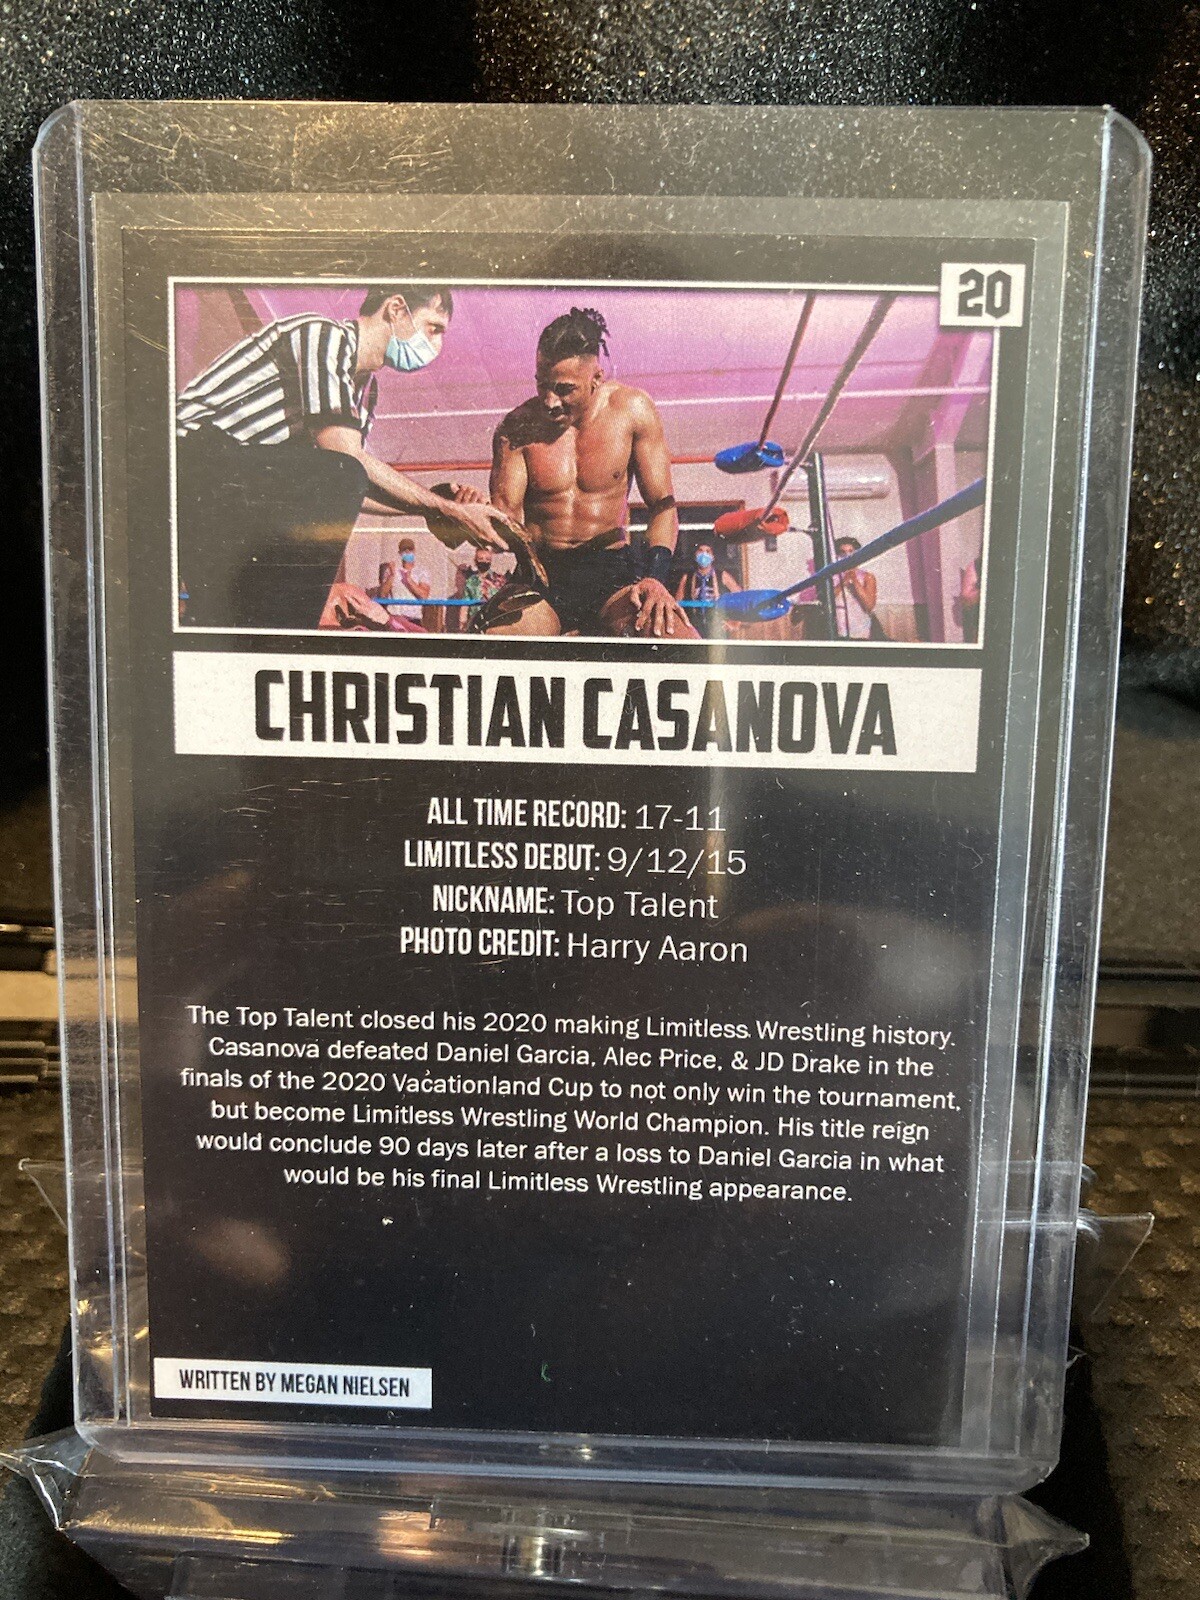 20
CHRISTIAN CASANOVA
ALL TIME RECORD: 17-11
LIMITLESS DEBUT: 9/12/15
NICKNAME: Top Talent
PHOTO CREDIT: Harry Aaron
The Top Talent closed his 2020 making Limitless Wrestling history.
Casanova defeated Daniel Garcia, Alec Price, & JD Drake in the
finals of the 2020 Vacationland Cup to not only win the tournament,
but become Limitless Wrestling World Champion. His title reign
would conclude 90 days later after a loss to Daniel Garcia in what
would be his final Limitless Wrestling appearance.
WRITTEN BY MEGAN NIELSEN